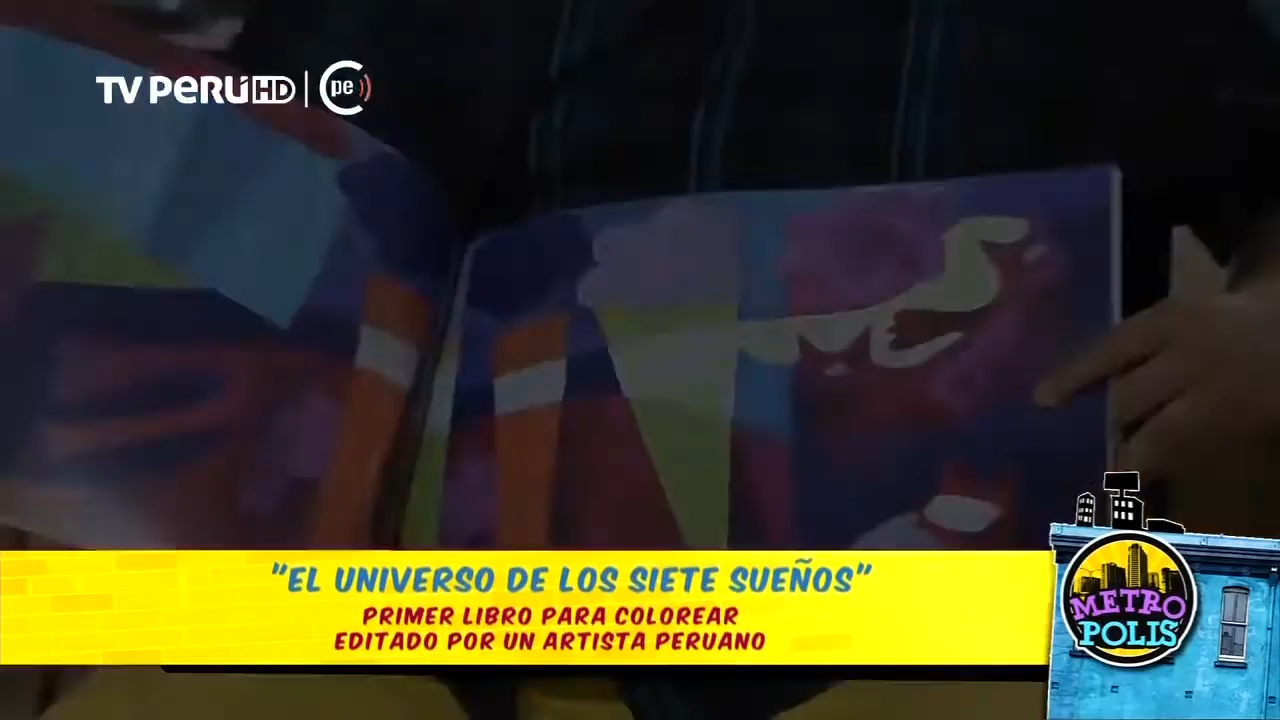 TV PERÚ HD | pe
"EL UNIVERSO DE LOS SIETE SUEÑOS"
PRIMER LIBRO PARA COLOREAR
EDITADO POR UN ARTISTA PERUANO
METRO
POLIS